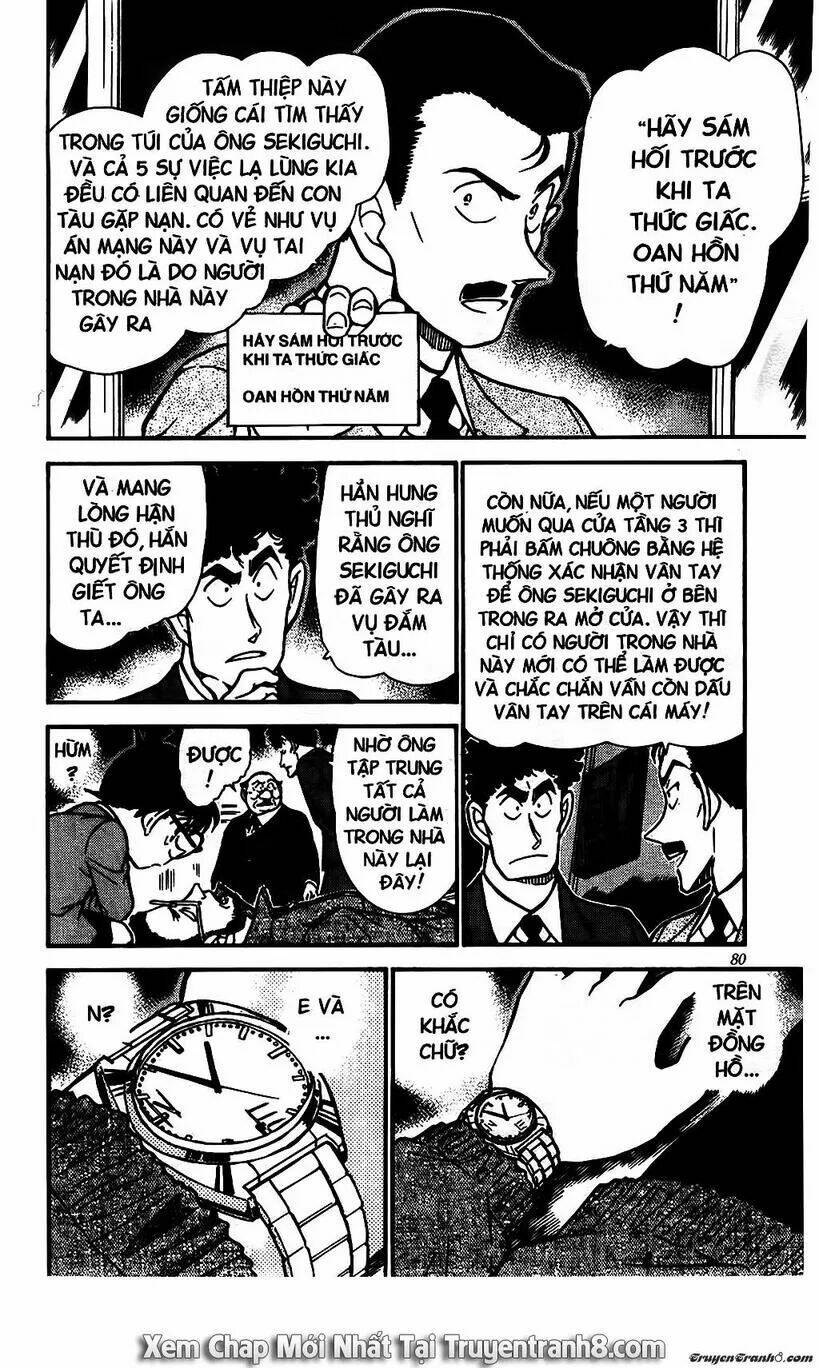 "HÃY SÁM
HỐI TRƯỚC
KHI TA
THỨC GIẤC.
OAN HỒN
THỨ NĂM"
!
TẤM THIỆP NÀY
GIỐNG CÁI TÌM THẤY
TRONG TÚI CỦA ÔNG SEKIGUCHI.
VÀ CẢ 5 SỰ VIỆC LẠ LÙNG KIA
ĐỀU CÓ LIÊN QUAN ĐẾN CON
TÀU GẶP NẠN. CÓ VẺ NHƯ VỤ
ÁN MẠNG NÀY VÀ VỤ TAI
NẠN ĐÓ LÀ DO NGƯỜI
TRONG NHÀ NÀY
GÂY RA
HÃY SÁM HỐI TRƯỚC
KHI TA THỨC GIẤC
OAN HỒN THỨ NĂM
CÒN NỮA, NẾU MỘT NGƯỜI
MUỐN QUA CỬA TẦNG 3 THÌ
PHẢI BẤM CHUÔNG BẰNG HỆ
THỐNG XÁC NHẬN VÂN TAY
ĐỂ ÔNG SEKIGUCHI Ở BÊN
TRONG RA MỞ CỬA. VẬY THÌ
CHỈ CÓ NGƯỜI TRONG NHÀ
NÀY MỚI CÓ THỂ LÀM ĐƯỢC
VÀ CHẮC CHẮN VẪN CÒN DẤU
VÂN TAY TRÊN CÁI MÁY!
HẲN HUNG
THỦ NGHĨ
RẰNG ÔNG
SEKIGUCHI
ĐÃ GÂY RA
VỤ ĐẮM
TÀU...
VÀ MANG
LÒNG HẬN
THÙ ĐÓ, HẮN
QUYẾT ĐỊNH
GIẾT ÔNG
TA...
NHỜ ÔNG
TẬP TRUNG
TẤT CẢ
NGƯỜI LÀM
TRONG NHÀ
NÀY LẠI
ĐÂY!
ĐƯỢC
!
HỪM
?
80
TRÊN
MẶT
ĐỒNG
HỒ...
CÓ
KHẮC
CHỮ?
E VÀ
...
N?
Xem Chap Mới Nhất Tại Truyentranh8.com
TruyenTranh8.com